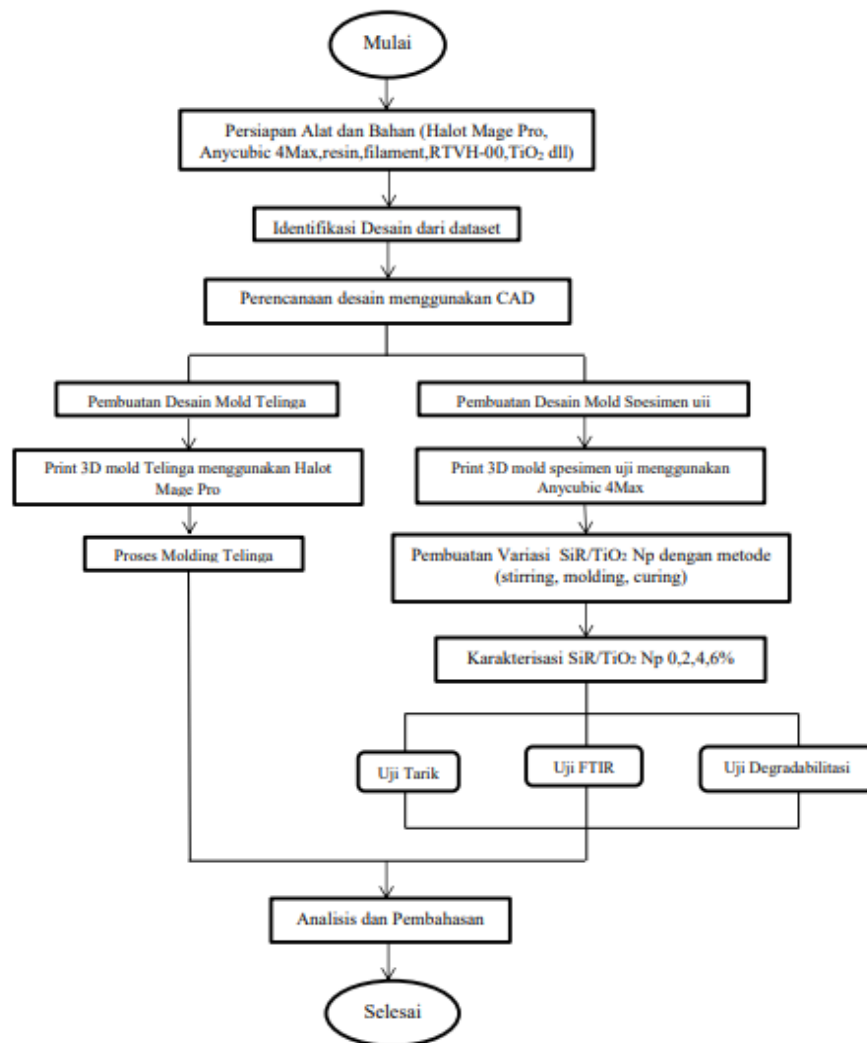 Mulai
Persiapan Alat dan Bahan (Halot Mage Pro,
Anycubic 4Max,resin,filament,RTVH-00,TiO₂ dll)
Identifikasi Desain dari dataset
Perencanaan desain menggunakan CAD
Pembuatan Desain Mold Telinga
Print 3D mold Telinga menggunakan Halot
Mage Pro
Proses Molding Telinga
Pembuatan Desain Mold Spesimen uji
Print 3D mold spesimen uji menggunakan
Anycubic 4Max
Pembuatan Variasi SiR/TiO₂ Np dengan metode
(stirring, molding, curing)
Karakterisasi SiR/TiO₂ Np 0,2,4,6%
Uji Tarik
Uji FTIR
Uji Degradabilitasi
Analisis dan Pembahasan
Selesai